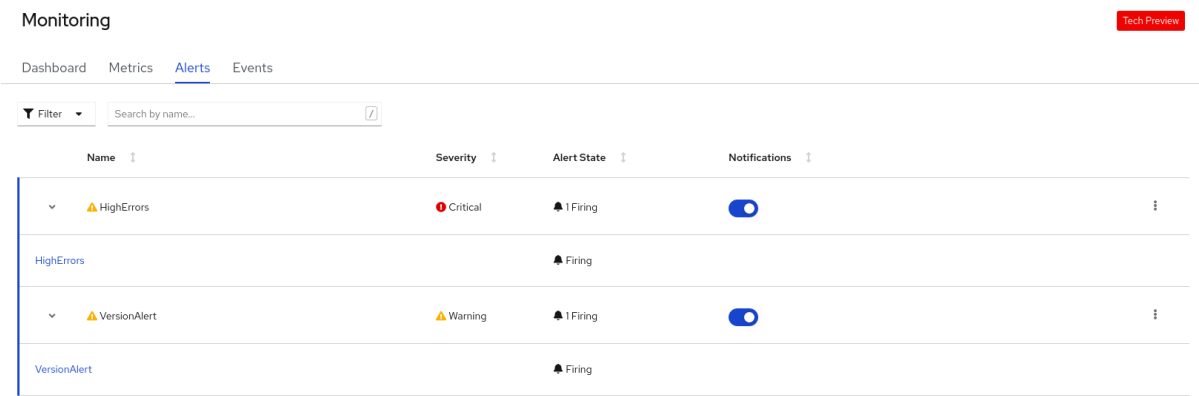 Monitoring
Tech Preview
Dashboard Metrics Alerts Events
Filter Search by name... /
Name Severity Alert State Notifications
HighErrors Critical 1 Firing
HighErrors Firing
VersionAlert Warning 1 Firing
VersionAlert Firing